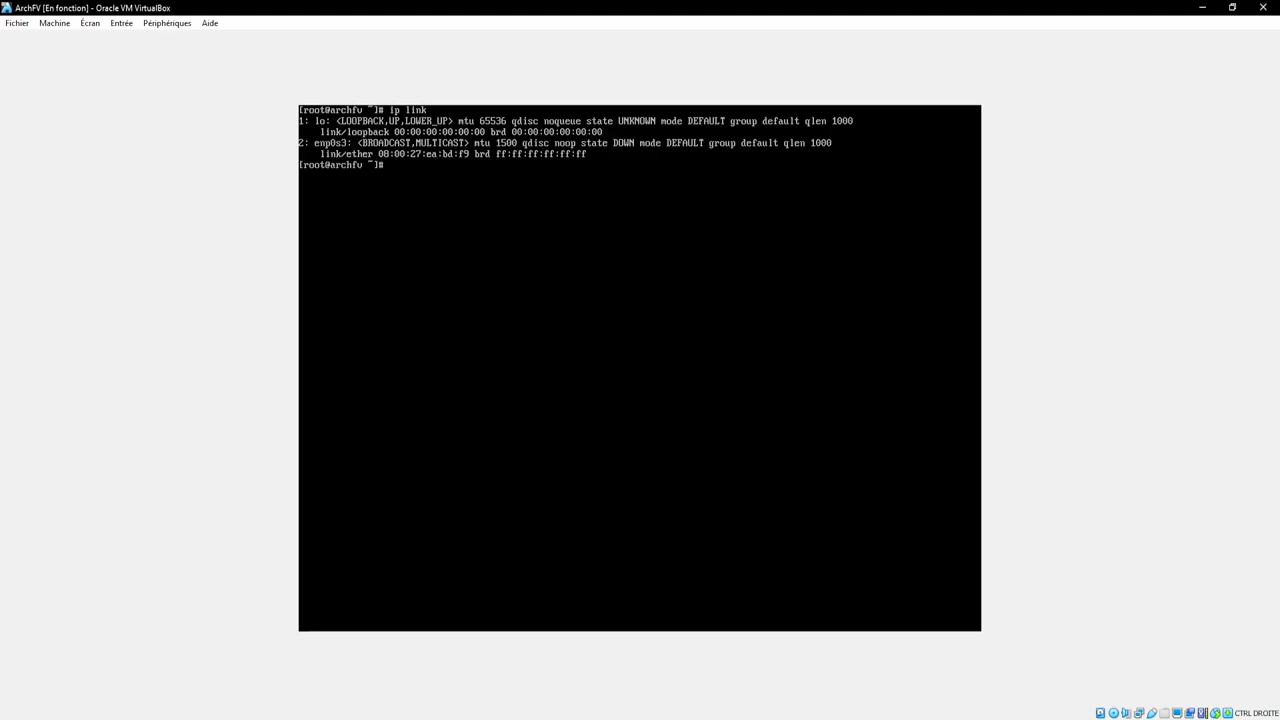 ArchFV [En fonction] - Oracle VM VirtualBox
Fichier Machine Écran Entrée Périphériques Aide
[root@archfv ~]# ip link
1: lo: <LOOPBACK,UP,LOWER_UP> mtu 65536 qdisc noqueue state UNKNOWN mode DEFAULT group default qlen 1000
    link/loopback 00:00:00:00:00:00 brd 00:00:00:00:00:00
2: enp0s3: <BROADCAST,MULTICAST> mtu 1500 qdisc noop state DOWN mode DEFAULT group default qlen 1000
    link/ether 08:00:27:ea:bd:f9 brd ff:ff:ff:ff:ff:ff
[root@archfv ~]#
CTRL DROITE